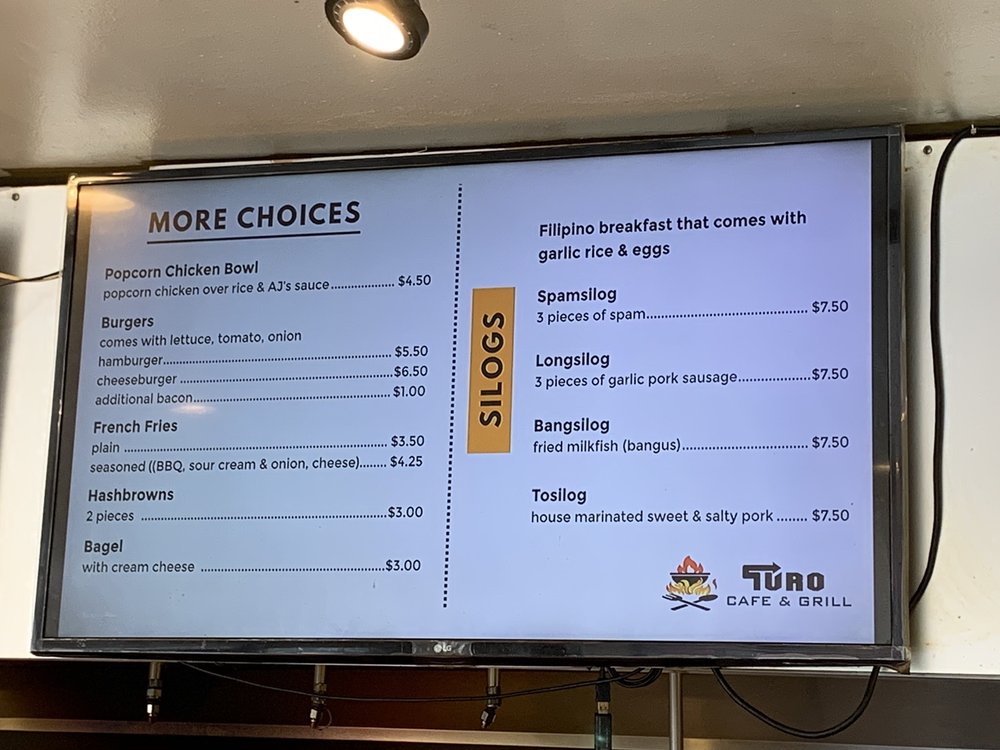 MORE CHOICES
Popcorn Chicken Bowl
popcorn chicken over rice & AJ's sauce................... $4.50
Burgers
comes with lettuce, tomato, onion
hamburger............................................................ $5.50
cheeseburger ........................................................$6.50
additional bacon.................................................... $1.00
French Fries
plain ..................................................................... $3.50
seasoned ((BBQ, sour cream & onion, cheese)....... $4.25
Hashbrowns
2 pieces ................................................................$3.00
Bagel
with cream cheese ................................................$3.00
SILOGS
Filipino breakfast that comes with
garlic rice & eggs
Spamsilog
3 pieces of spam.......................................... $7.50
Longsilog
3 pieces of garlic pork sausage..................$7.50
Bangsilog
fried milkfish (bangus)................................ $7.50
Tosilog
house marinated sweet & salty pork ........ $7.50
TURO
CAFE & GRILL
LG